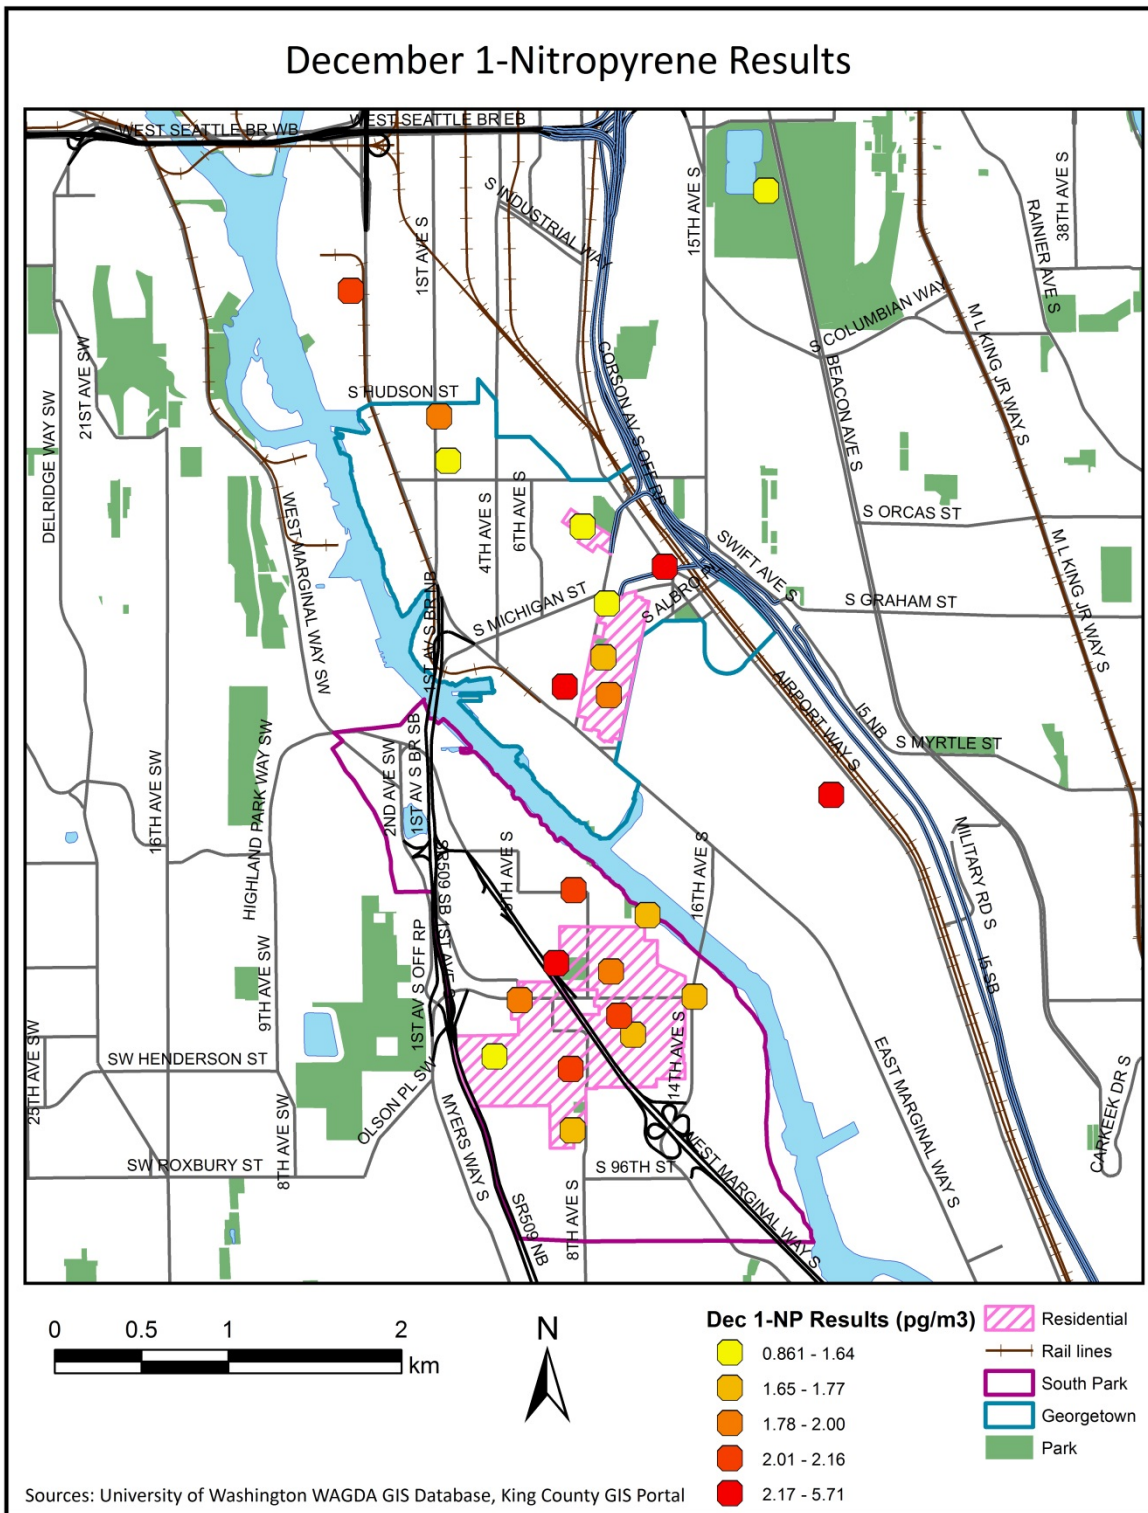 December 1-Nitropyrene Results
WEST SEATTLE BR WB
WEST SEATTLE BR EB
S INDUSTRIAL WAY
1ST AVE S
15TH AVE S
38TH AVE S
RAINIER AVE S
S COLUMBIAN WAY
M L KING JR WAY S
CORSON AV S OFF RP
BEACON AVE S
21ST AVE SW
DELRIDGE WAY SW
S HUDSON ST
4TH AVE S
6TH AVE S
S ORCAS ST
SWIFT AVE S
M L KING JR WAY S
WEST MARGINAL WAY SW
S MICHIGAN ST
S ALBRO PL
S GRAHAM ST
1ST AV S BR NB
AIRPORT WAY S
I5 NB
S MYRTLE ST
16TH AVE SW
HIGHLAND PARK WAY SW
2ND AVE SW
1ST AV S BR SB
MILITARY RD S
SR509 SB
1ST AVE S
5TH AVE S
16TH AVE S
I5 SB
9TH AVE SW
1ST AV S OFF RP
14TH AVE S
25TH AVE SW
SW HENDERSON ST
8TH AVE SW
OLSON PL SW
MYERS WAY S
EAST MARGINAL WAY S
CARKEEK DR S
SW ROXBURY ST
S 96TH ST
WEST MARGINAL WAY S
8TH AVE S
SR509 NB
0 0.5 1 2
km
N
Dec 1-NP Results (pg/m3)
0.861 - 1.64
1.65 - 1.77
1.78 - 2.00
2.01 - 2.16
2.17 - 5.71
Residential
Rail lines
South Park
Georgetown
Park
Sources: University of Washington WAGDA GIS Database, King County GIS Portal